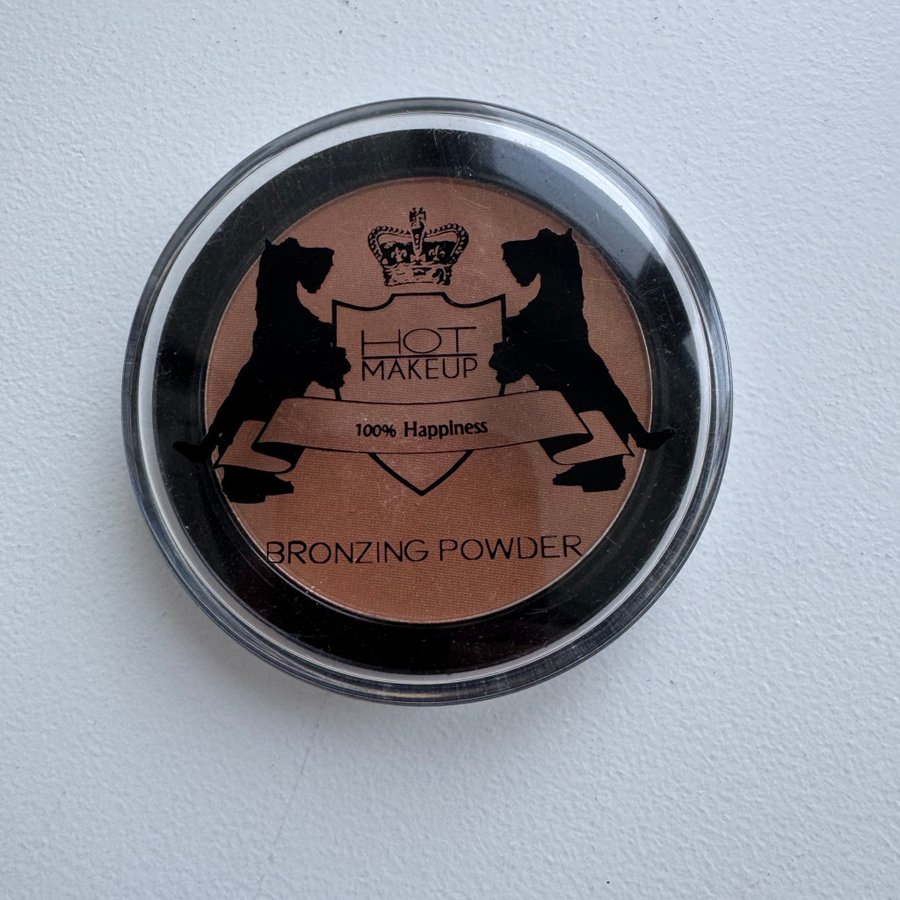 HOT
MAKEUP
100% Happiness
BRONZING POWDER